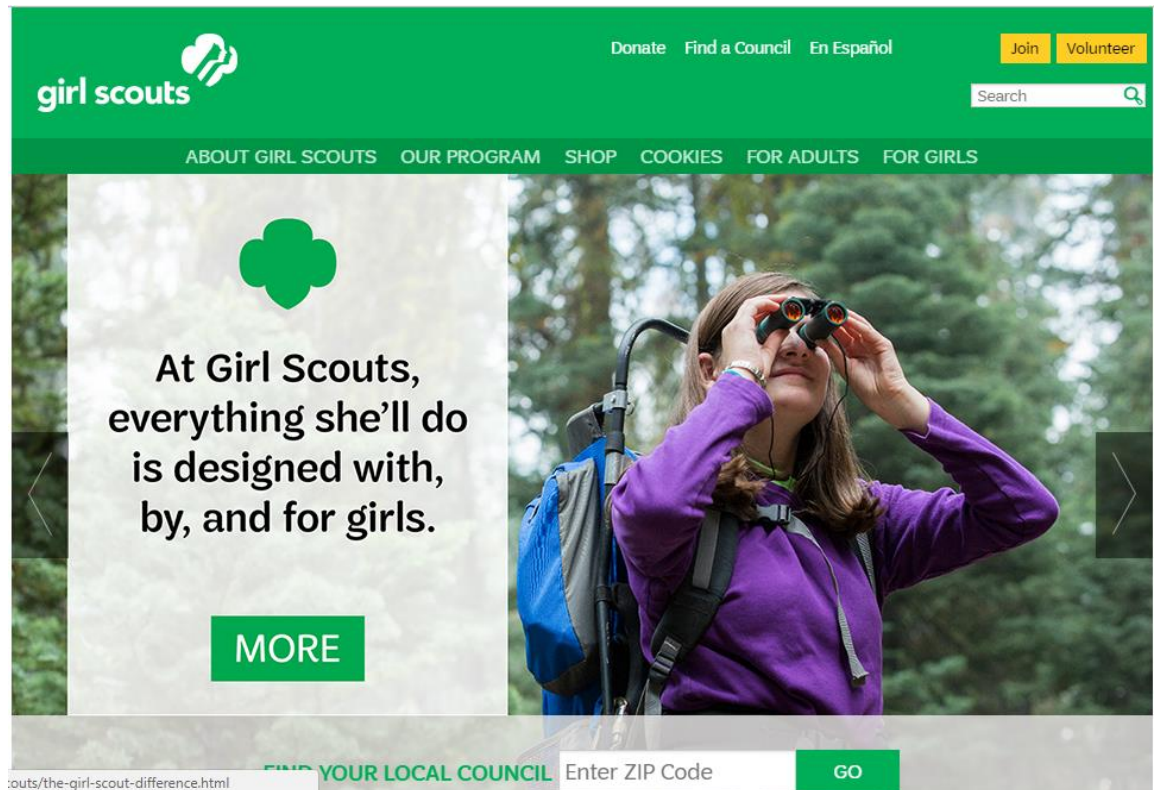 Donate Find a Council En Español Join Volunteer
girl scouts
Search
ABOUT GIRL SCOUTS OUR PROGRAM SHOP COOKIES FOR ADULTS FOR GIRLS
At Girl Scouts,
everything she'll do
is designed with,
by, and for girls.
MORE
FIND YOUR LOCAL COUNCIL Enter ZIP Code GO
couts/the-girl-scout-difference.html